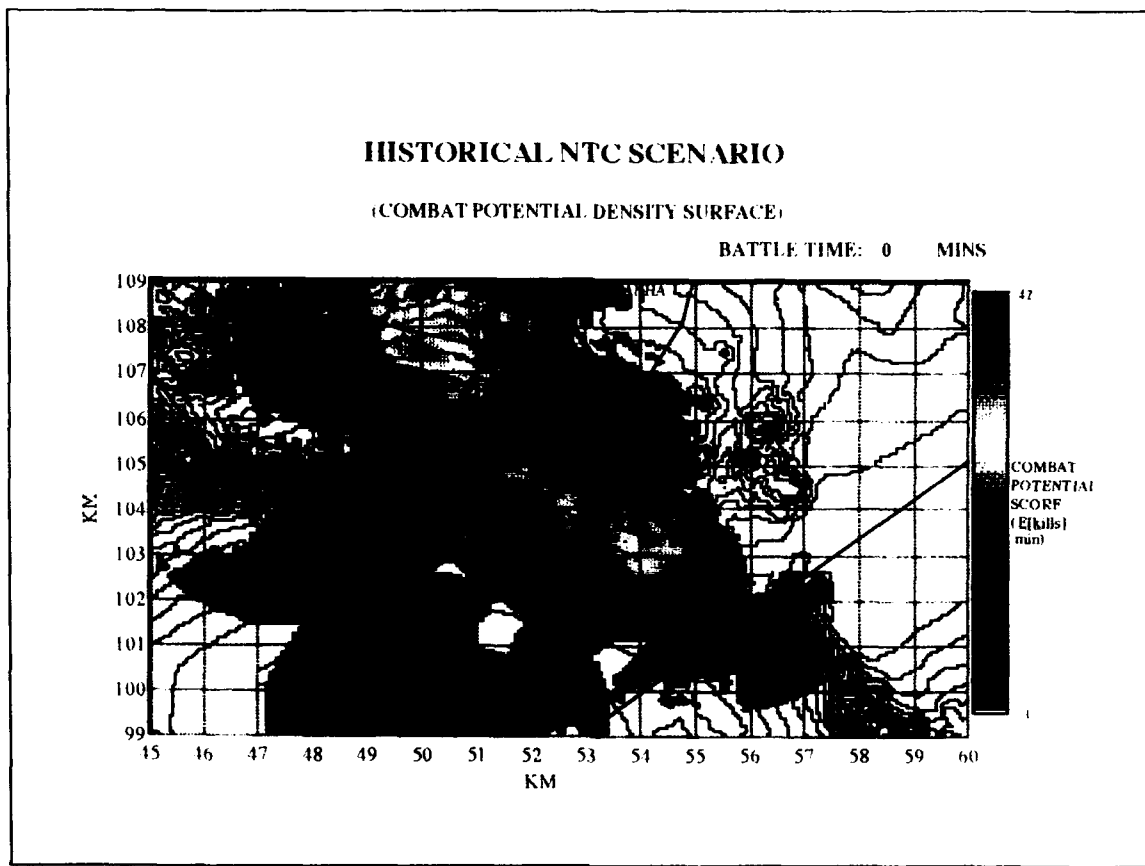 HISTORICAL NTC SCENARIO
(COMBAT POTENTIAL DENSITY SURFACE)
BATTLE TIME: 0 MINS
109
108
107
106
105
104
103
102
101
100
99
KM
45 46 47 48 49 50 51 52 53 54 55 56 57 58 59 60
KM
COMBAT
POTENTIAL
SCORE
(E[kills]
min)